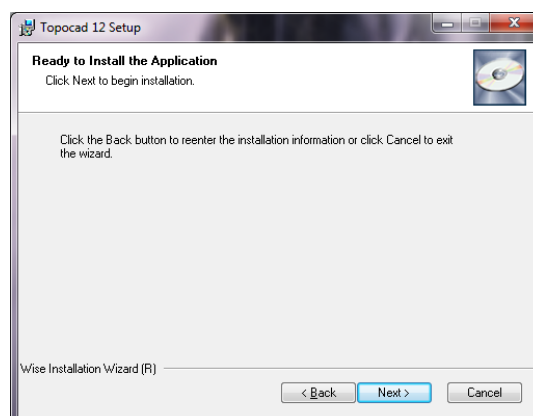 Topocad 12 Setup
Ready to Install the Application
Click Next to begin installation.
Click the Back button to reenter the installation information or click Cancel to exit
the wizard.
Wise Installation Wizard (R)
< Back Next > Cancel